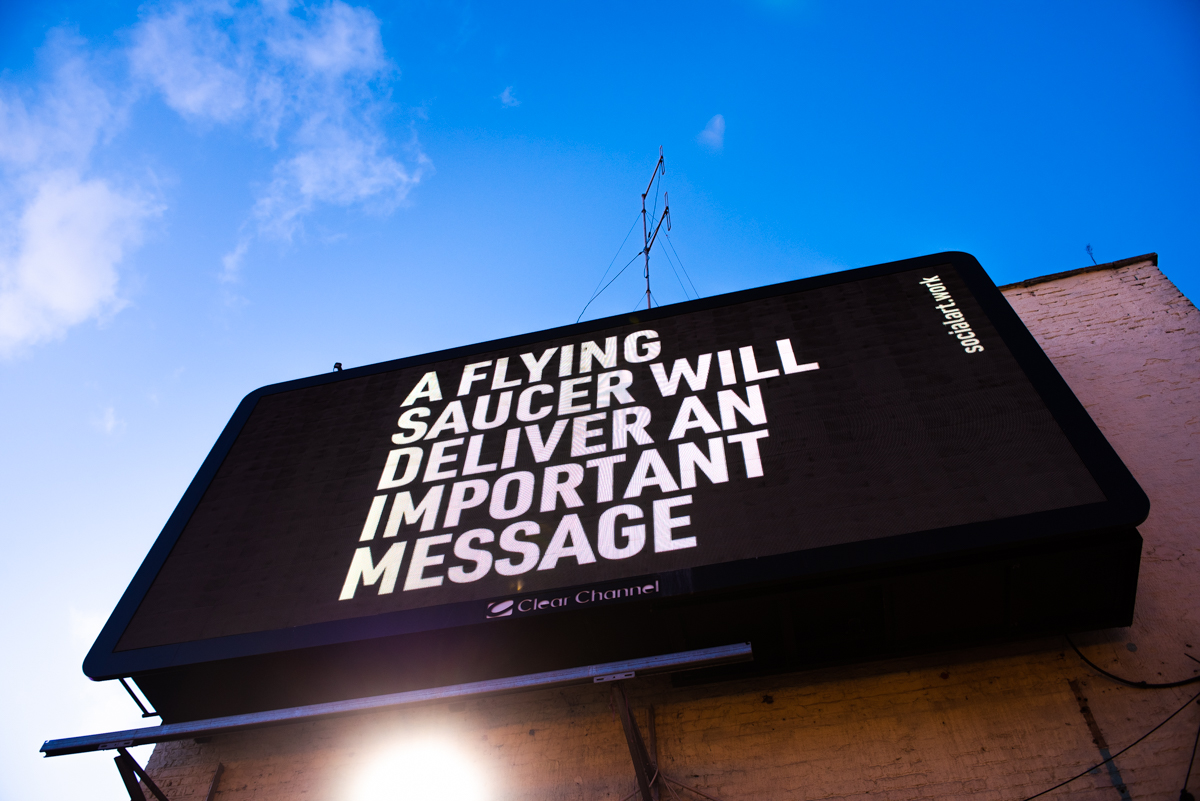 A FLYING
SAUCER WILL
DELIVER AN
IMPORTANT
MESSAGE
socialart.work
Clear Channel